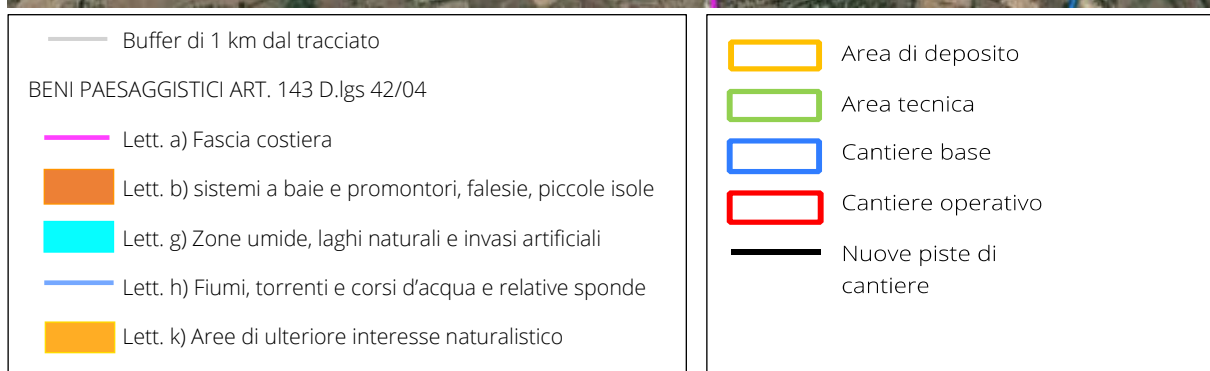 Buffer di 1 km dal tracciato
BENI PAESAGGISTICI ART. 143 D.lgs 42/04
Lett. a) Fascia costiera
Lett. b) sistemi a baie e promontori, falesie, piccole isole
Lett. g) Zone umide, laghi naturali e invasi artificiali
Lett. h) Fiumi, torrenti e corsi d'acqua e relative sponde
Lett. k) Aree di ulteriore interesse naturalistico
Area di deposito
Area tecnica
Cantiere base
Cantiere operativo
Nuove piste di
cantiere